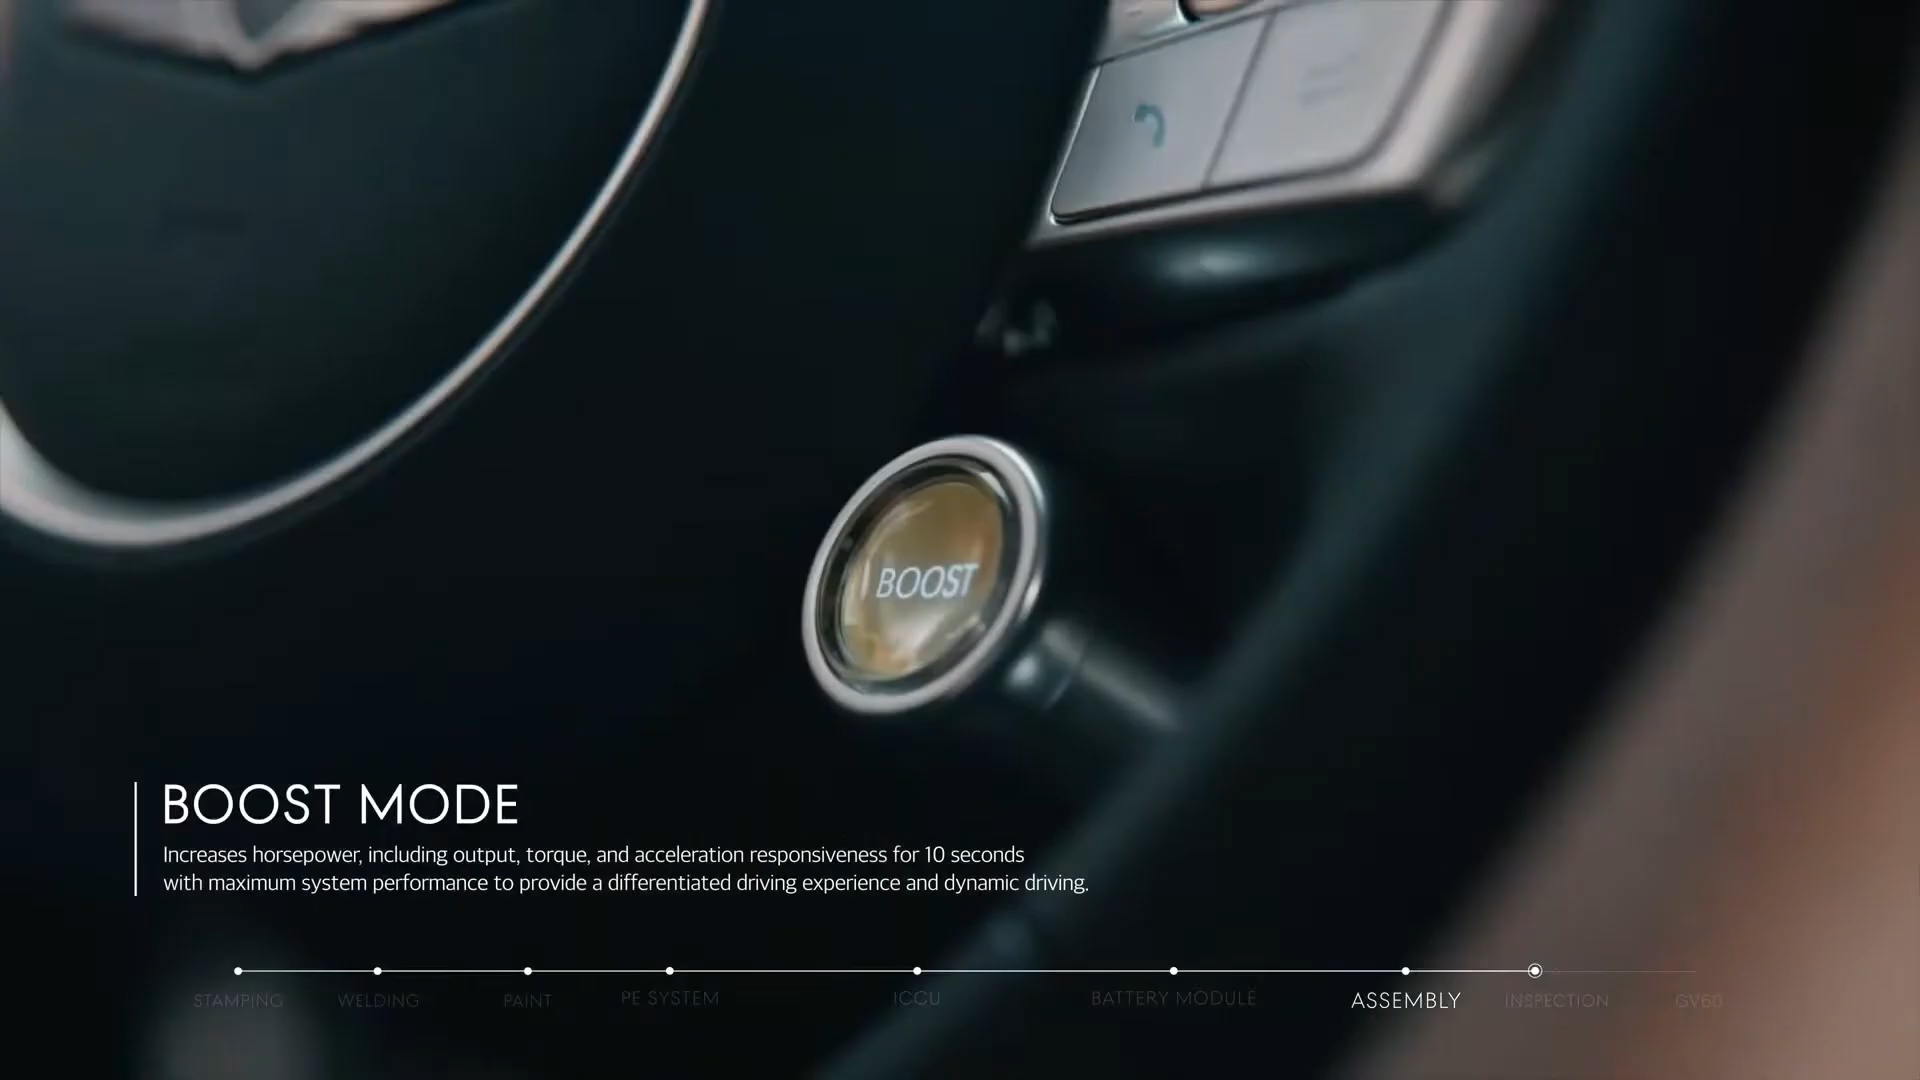 BOOST
BOOST MODE
Increases horsepower, including output, torque, and acceleration responsiveness for 10 seconds
with maximum system performance to provide a differentiated driving experience and dynamic driving.
STAMPING WELDING PAINT PE SYSTEM ICCU BATTERY MODULE ASSEMBLY INSPECTION GV60